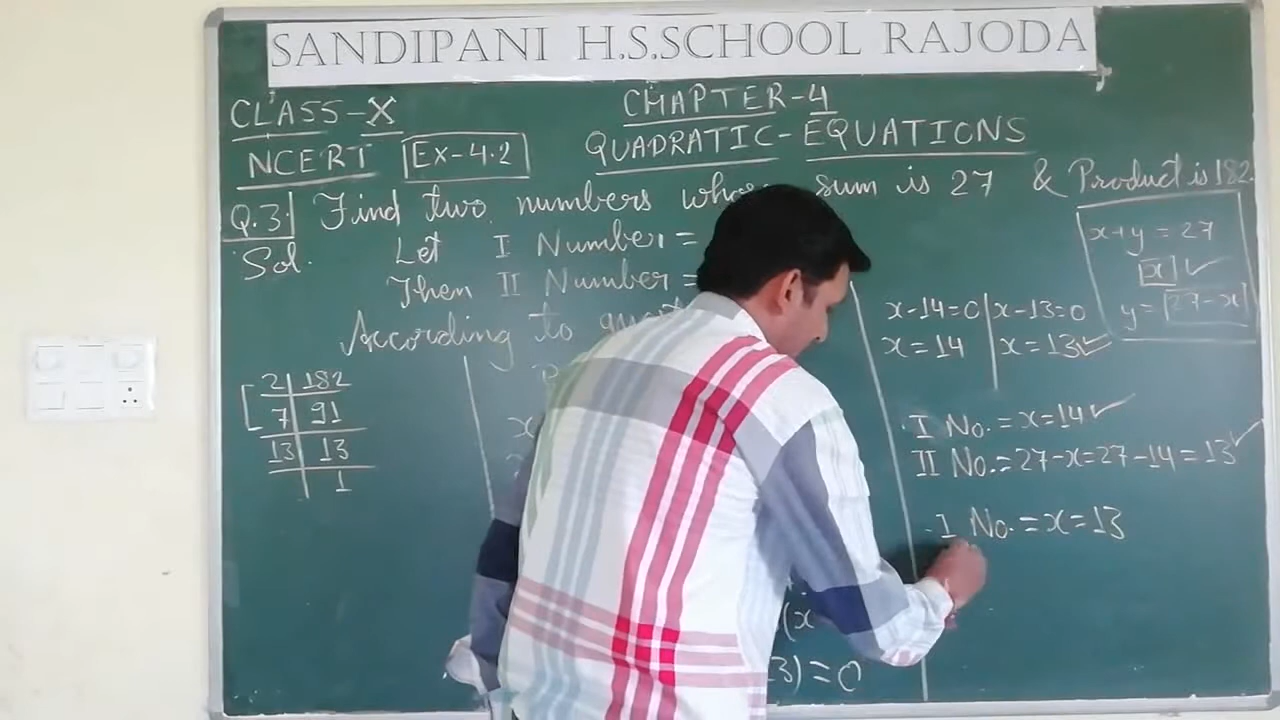 SANDIPANI H.S.SCHOOL RAJODA
CLASS-X
CHAPTER-4
NCERT EX-4.2
QUADRATIC-EQUATIONS
Q.3 Find two numbers whose sum is 27 & Product is 182.
Sol. Let I Number =
Then II Number =
According to
2 | 182
7 | 91
13 | 13
1
3) = 0
x-14=0 | x-13=0
x=14 | x=13✓
I No. = x = 14 ✓
II No. = 27-x = 27-14 = 13 ✓
I No. = x = 13
x+y = 27
x ✓
y = 27-x